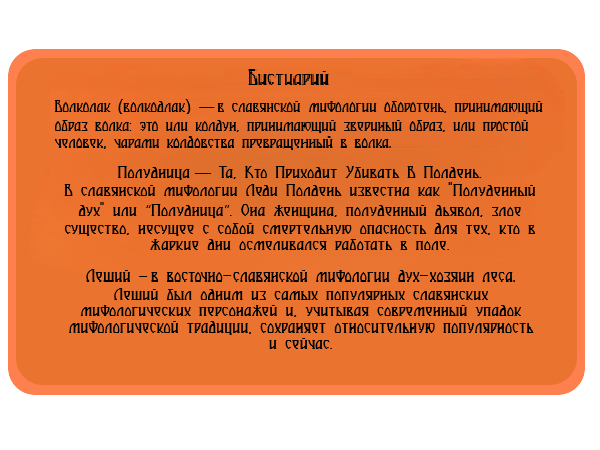 Бистиарий
Волколак (волкодлак) — в славянской мифологии оборотень, принимающий
образ волка: это или колдун, принимающий звериный образ, или простой
человек, чарами колдовства превращенный в волка.
Полудница — Та, Кто Приходит Убивать В Полдень.
В славянской мифологии Леди Полдень известна как "Полуденный
дух" или "Полудница". Она женщина, полуденный дьявол, злое
существо, несущее с собой смертельную опасность для тех, кто в
жаркие дни осмеливался работать в поле.
Леший – в восточно-славянской мифологии дух-хозяин леса.
Леший был одним из самых популярных славянских
мифологических персонажей и, учитывая современный упадок
мифологической традиции, сохраняет относительную популярность
и сейчас.